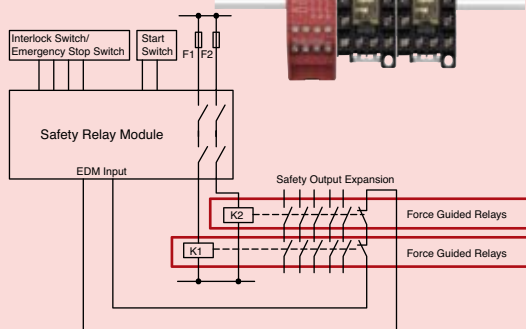 Interlock Switch/
Emergency Stop Switch
Start
Switch
F1 F2
Safety Relay Module
EDM Input
Safety Output Expansion
K2
Force Guided Relays
K1
Force Guided Relays